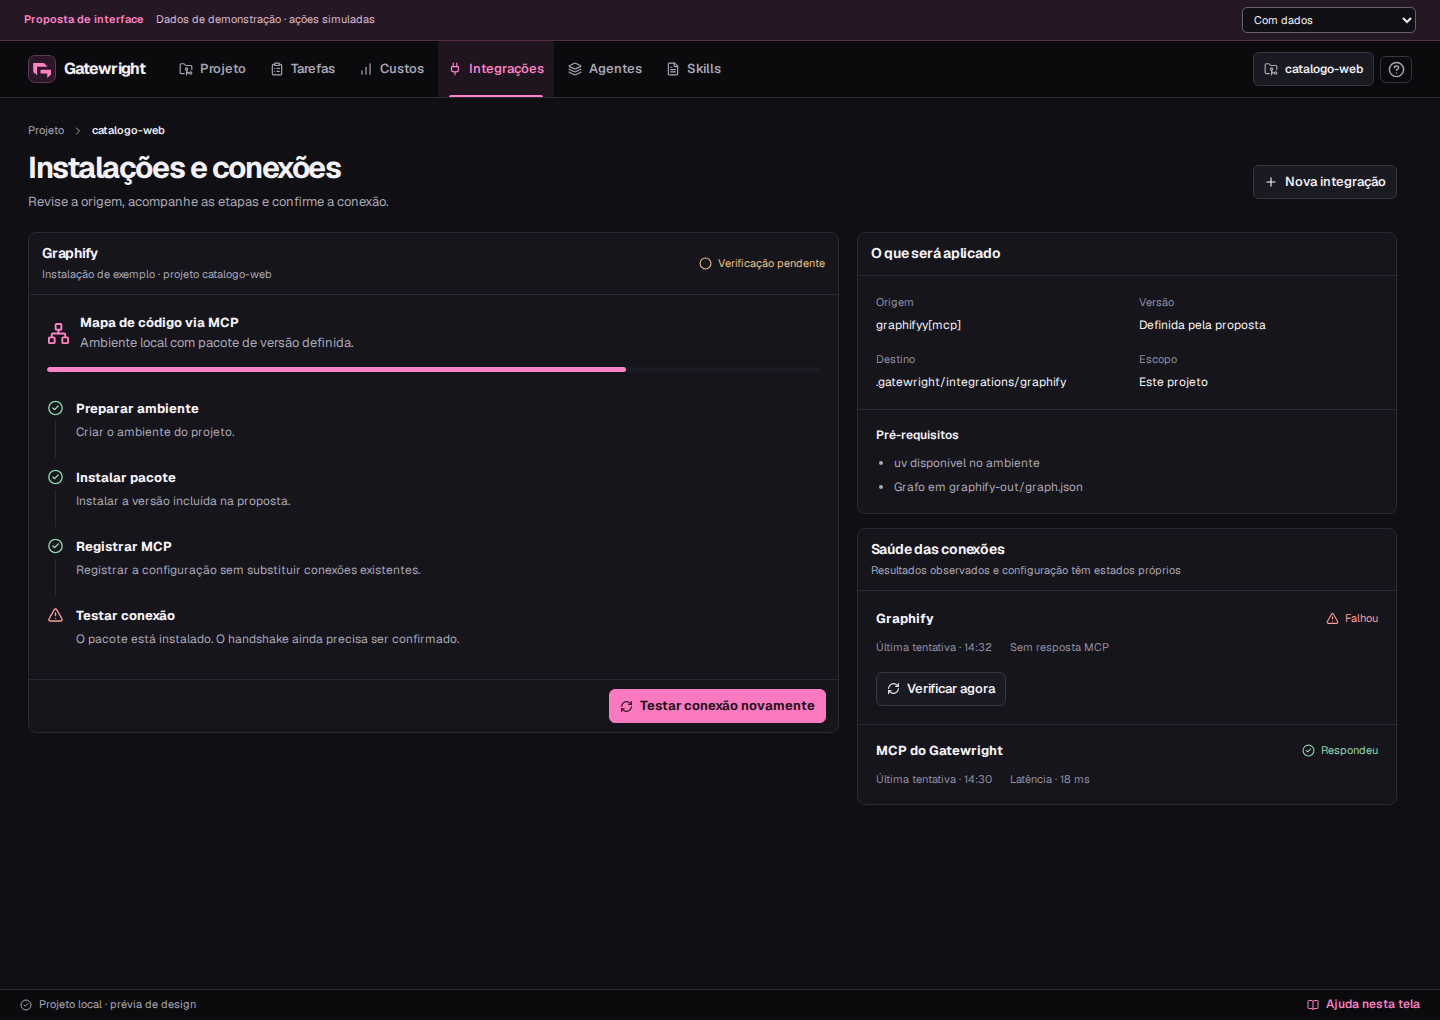 Proposta de interface Dados de demonstração · ações simuladas Com dados
Gatewright Projeto Tarefas Custos Integrações Agentes Skills catalogo-web
Projeto catalogo-web
Instalações e conexões
Revise a origem, acompanhe as etapas e confirme a conexão.
Nova integração
Graphify
Instalação de exemplo · projeto catalogo-web
Verificação pendente
Mapa de código via MCP
Ambiente local com pacote de versão definida.
Preparar ambiente
Criar o ambiente do projeto.
Instalar pacote
Instalar a versão incluída na proposta.
Registrar MCP
Registrar a configuração sem substituir conexões existentes.
Testar conexão
O pacote está instalado. O handshake ainda precisa ser confirmado.
Testar conexão novamente
O que será aplicado
Origem Versão
graphifyy[mcp] Definida pela proposta
Destino Escopo
.gatewright/integrations/graphify Este projeto
Pré-requisitos
• uv disponível no ambiente
• Grafo em graphify-out/graph.json
Saúde das conexões
Resultados observados e configuração têm estados próprios
Graphify Falhou
Última tentativa · 14:32 Sem resposta MCP
Verificar agora
MCP do Gatewright Respondeu
Última tentativa · 14:30 Latência · 18 ms
Projeto local · prévia de design Ajuda nesta tela